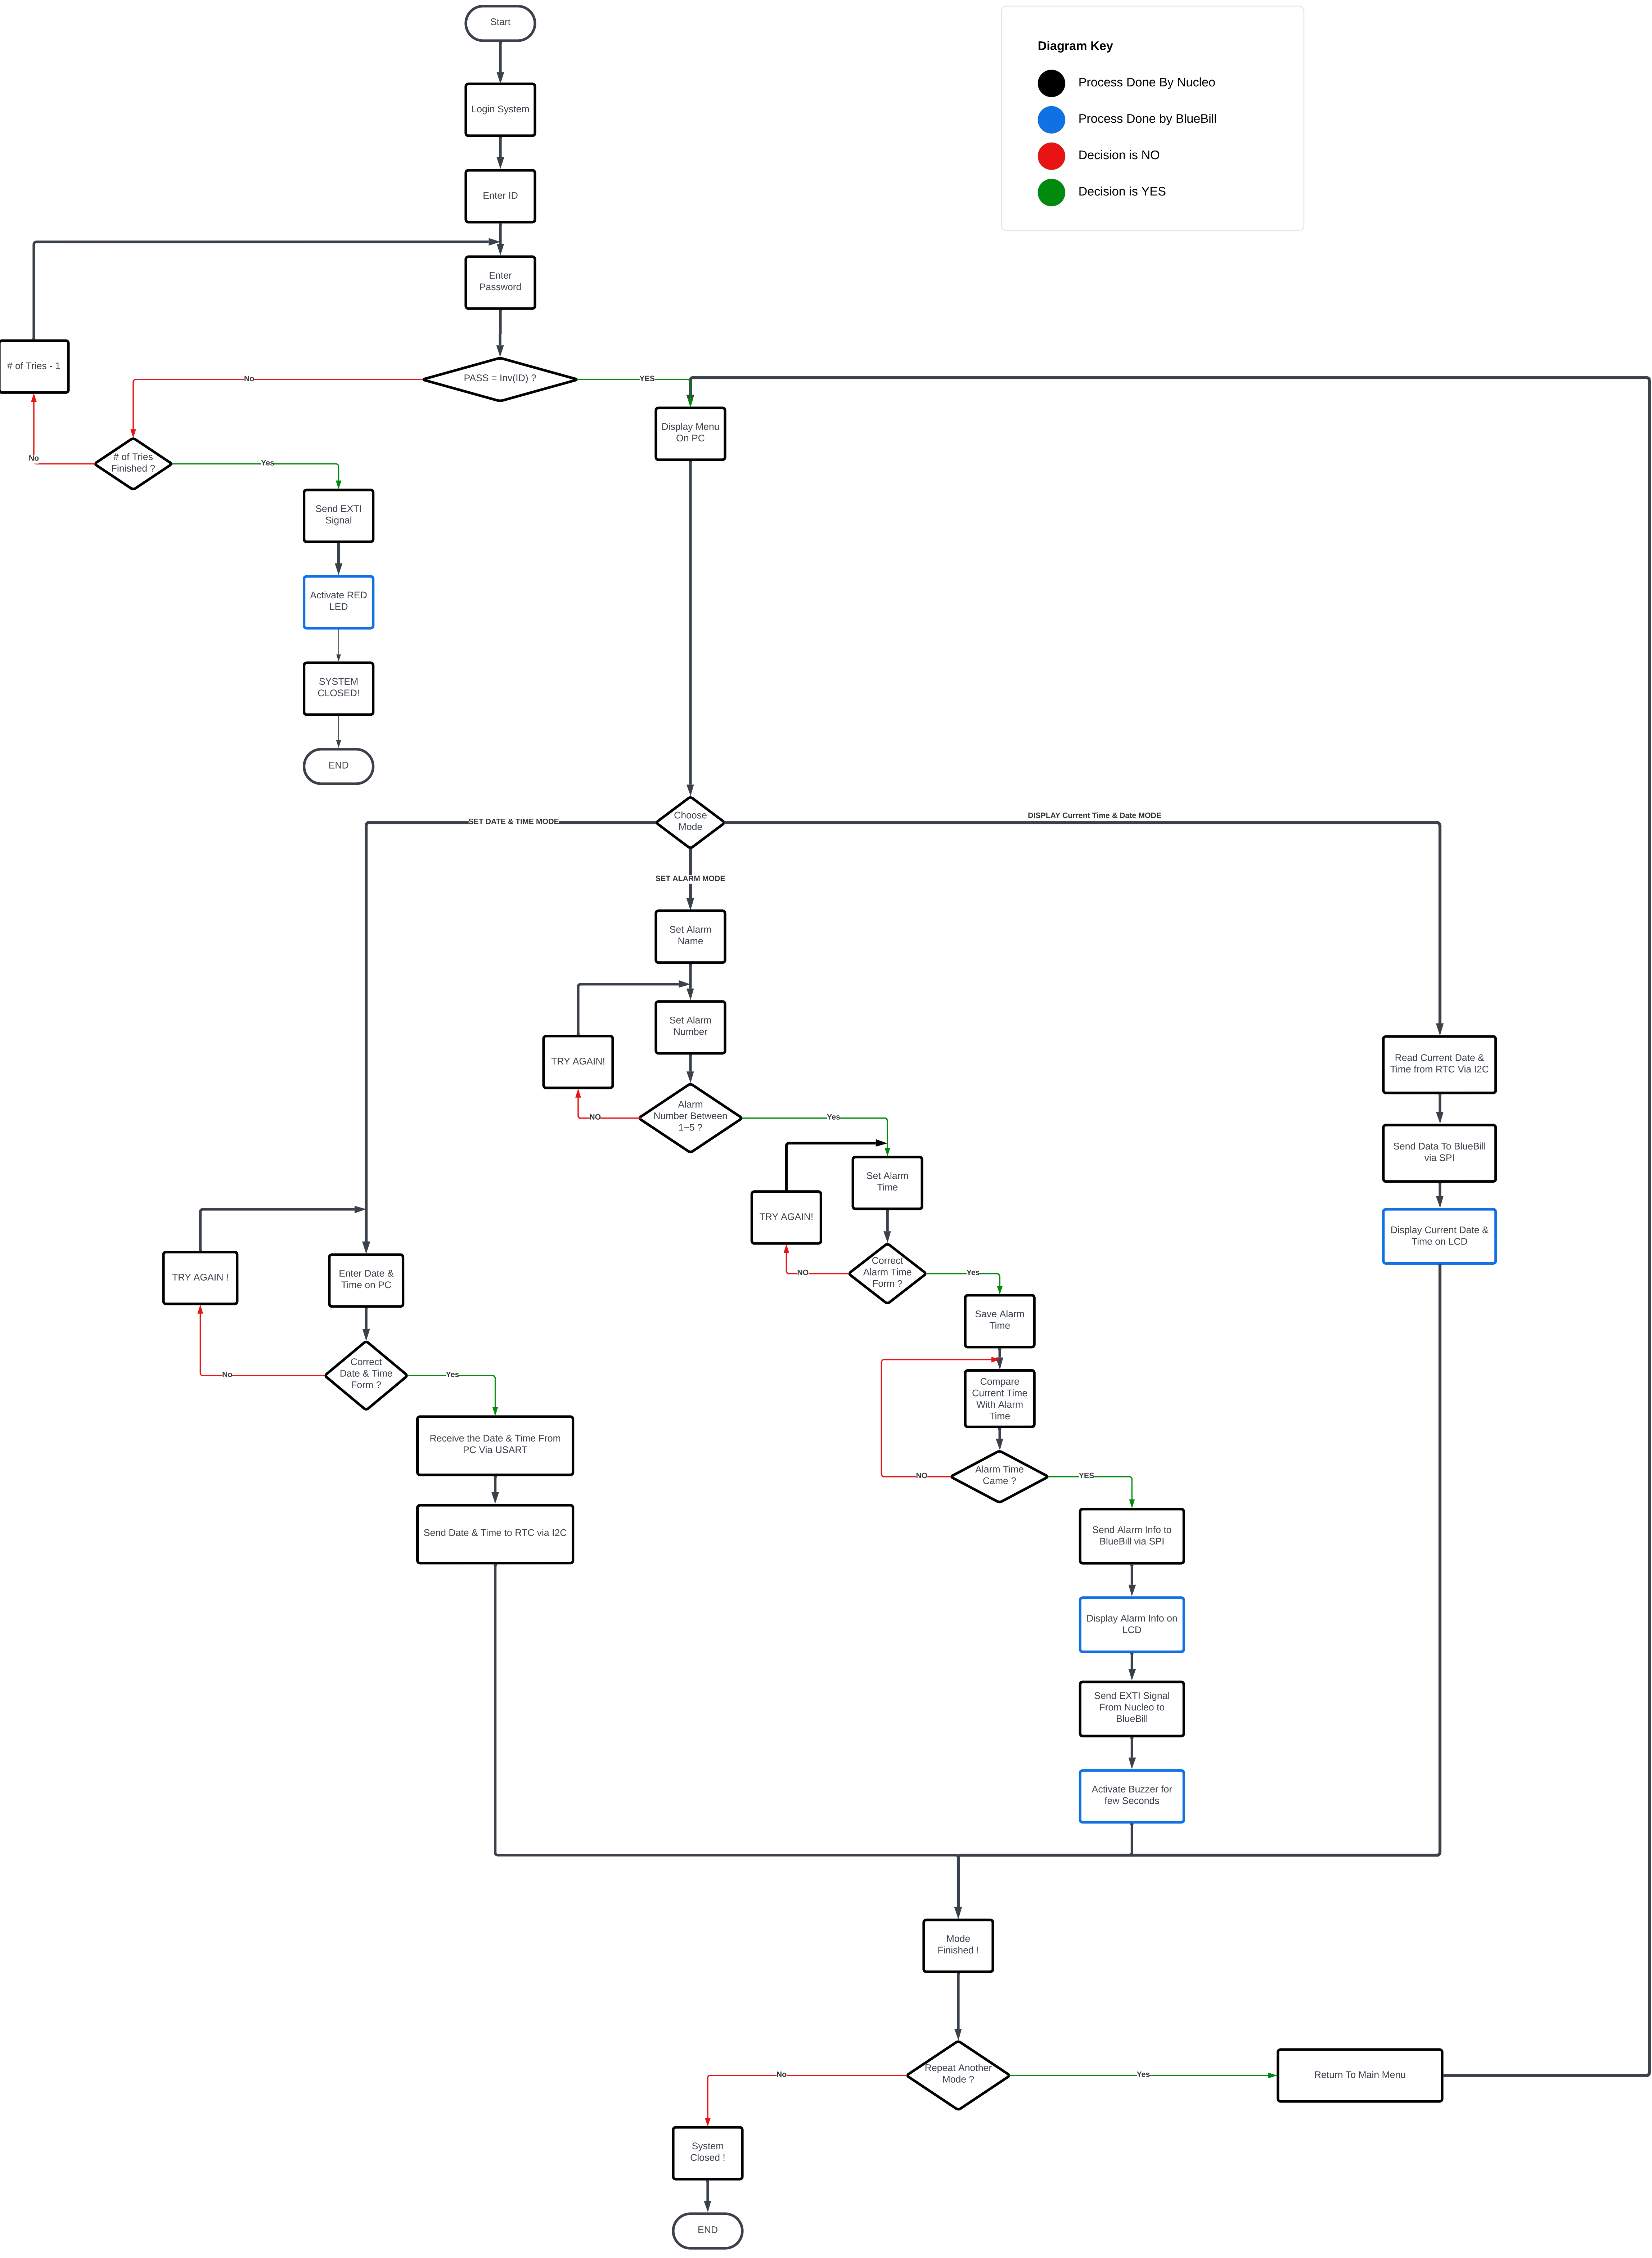 Start
Diagram Key
Process Done By Nucleo
Process Done by BlueBill
Decision is NO
Decision is YES
Login System
Enter ID
Enter
Password
# of Tries - 1
PASS = Inv(ID) ?
No
YES
Display Menu
On PC
# of Tries
Finished ?
No
Yes
Send EXTI
Signal
Activate RED
LED
SYSTEM
CLOSED!
END
Choose
Mode
SET DATE & TIME MODE
DISPLAY Current Time & Date MODE
SET ALARM MODE
Set Alarm
Name
Set Alarm
Number
TRY AGAIN!
Alarm
Number Between
1~5 ?
NO
Yes
Set Alarm
Time
TRY AGAIN!
Correct
Alarm Time
Form ?
NO
Yes
Save Alarm
Time
Compare
Current Time
With Alarm
Time
Alarm Time
Came ?
NO
YES
Send Alarm Info to
BlueBill via SPI
Display Alarm Info on
LCD
Send EXTI Signal
From Nucleo to
BlueBill
Activate Buzzer for
few Seconds
Read Current Date &
Time from RTC Via I2C
Send Data To BlueBill
via SPI
Display Current Date &
Time on LCD
TRY AGAIN !
Enter Date &
Time on PC
Correct
Date & Time
Form ?
No
Yes
Receive the Date & Time From
PC Via USART
Send Date & Time to RTC via I2C
Mode
Finished !
Repeat Another
Mode ?
No
Yes
Return To Main Menu
System
Closed !
END